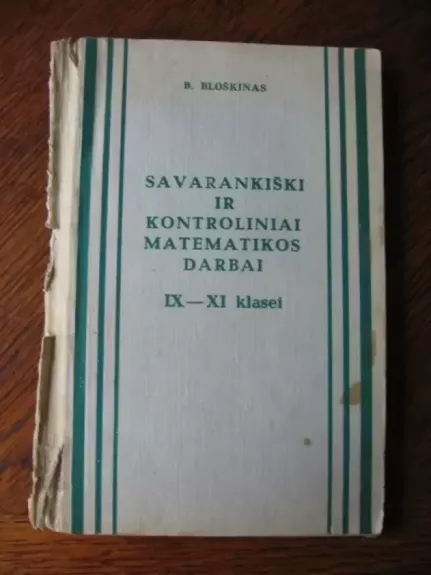 B. BLOŠKINAS
SAVARANKIŠKI
IR
KONTROLINIAI
MATEMATIKOS
DARBAI
IX—XI klasei